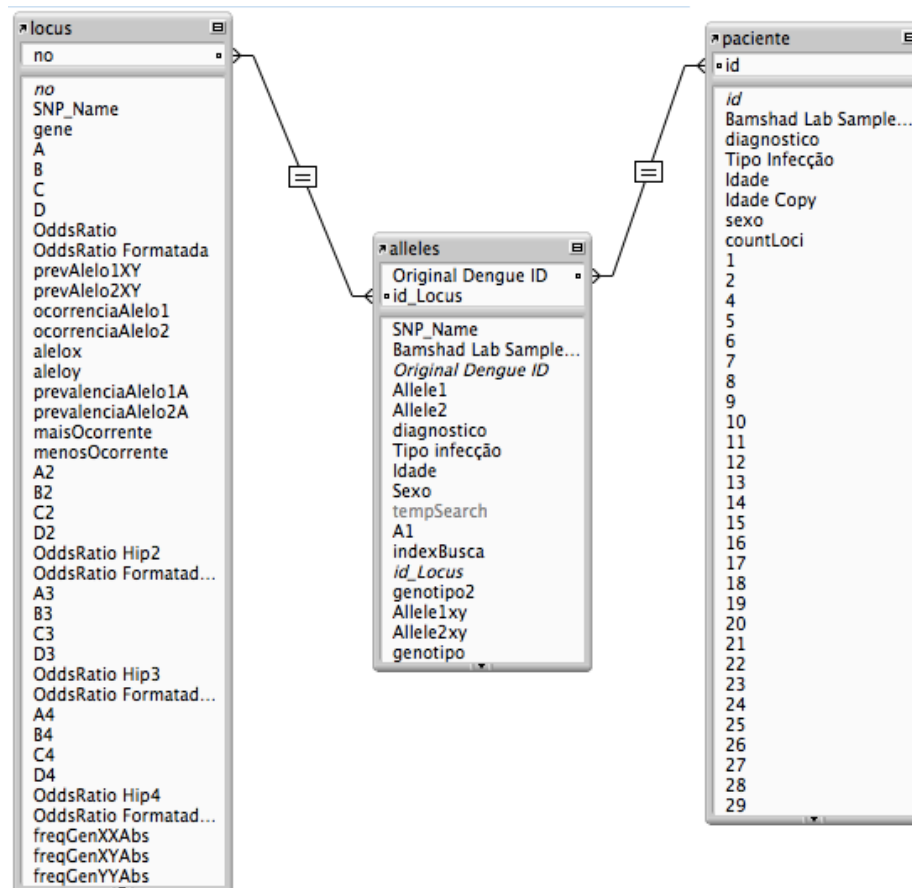 locus
no
no
SNP_Name
gene
A
B
C
D
OddsRatio
OddsRatio Formatada
prevAlelo1XY
prevAlelo2XY
ocorrenciaAlelo1
ocorrenciaAlelo2
alelox
aleloy
prevalenciaAlelo1A
prevalenciaAlelo2A
maisOcorrente
menosOcorrente
A2
B2
C2
D2
OddsRatio Hip2
OddsRatio Formatad...
A3
B3
C3
D3
OddsRatio Hip3
OddsRatio Formatad...
A4
B4
C4
D4
OddsRatio Hip4
OddsRatio Formatad...
freqGenXXAbs
freqGenXYAbs
freqGenYYAbs
=
alleles
Original Dengue ID
id_Locus
SNP_Name
Bamshad Lab Sample...
Original Dengue ID
Allele1
Allele2
diagnostico
Tipo infecção
Idade
Sexo
tempSearch
A1
indexBusca
id_Locus
genotipo2
Allele1xy
Allele2xy
genotipo
=
paciente
id
id
Bamshad Lab Sample...
diagnostico
Tipo Infecção
Idade
Idade Copy
sexo
countLoci
1
2
4
5
6
7
8
9
10
11
12
13
14
15
16
17
18
19
20
21
22
23
24
25
26
27
28
29